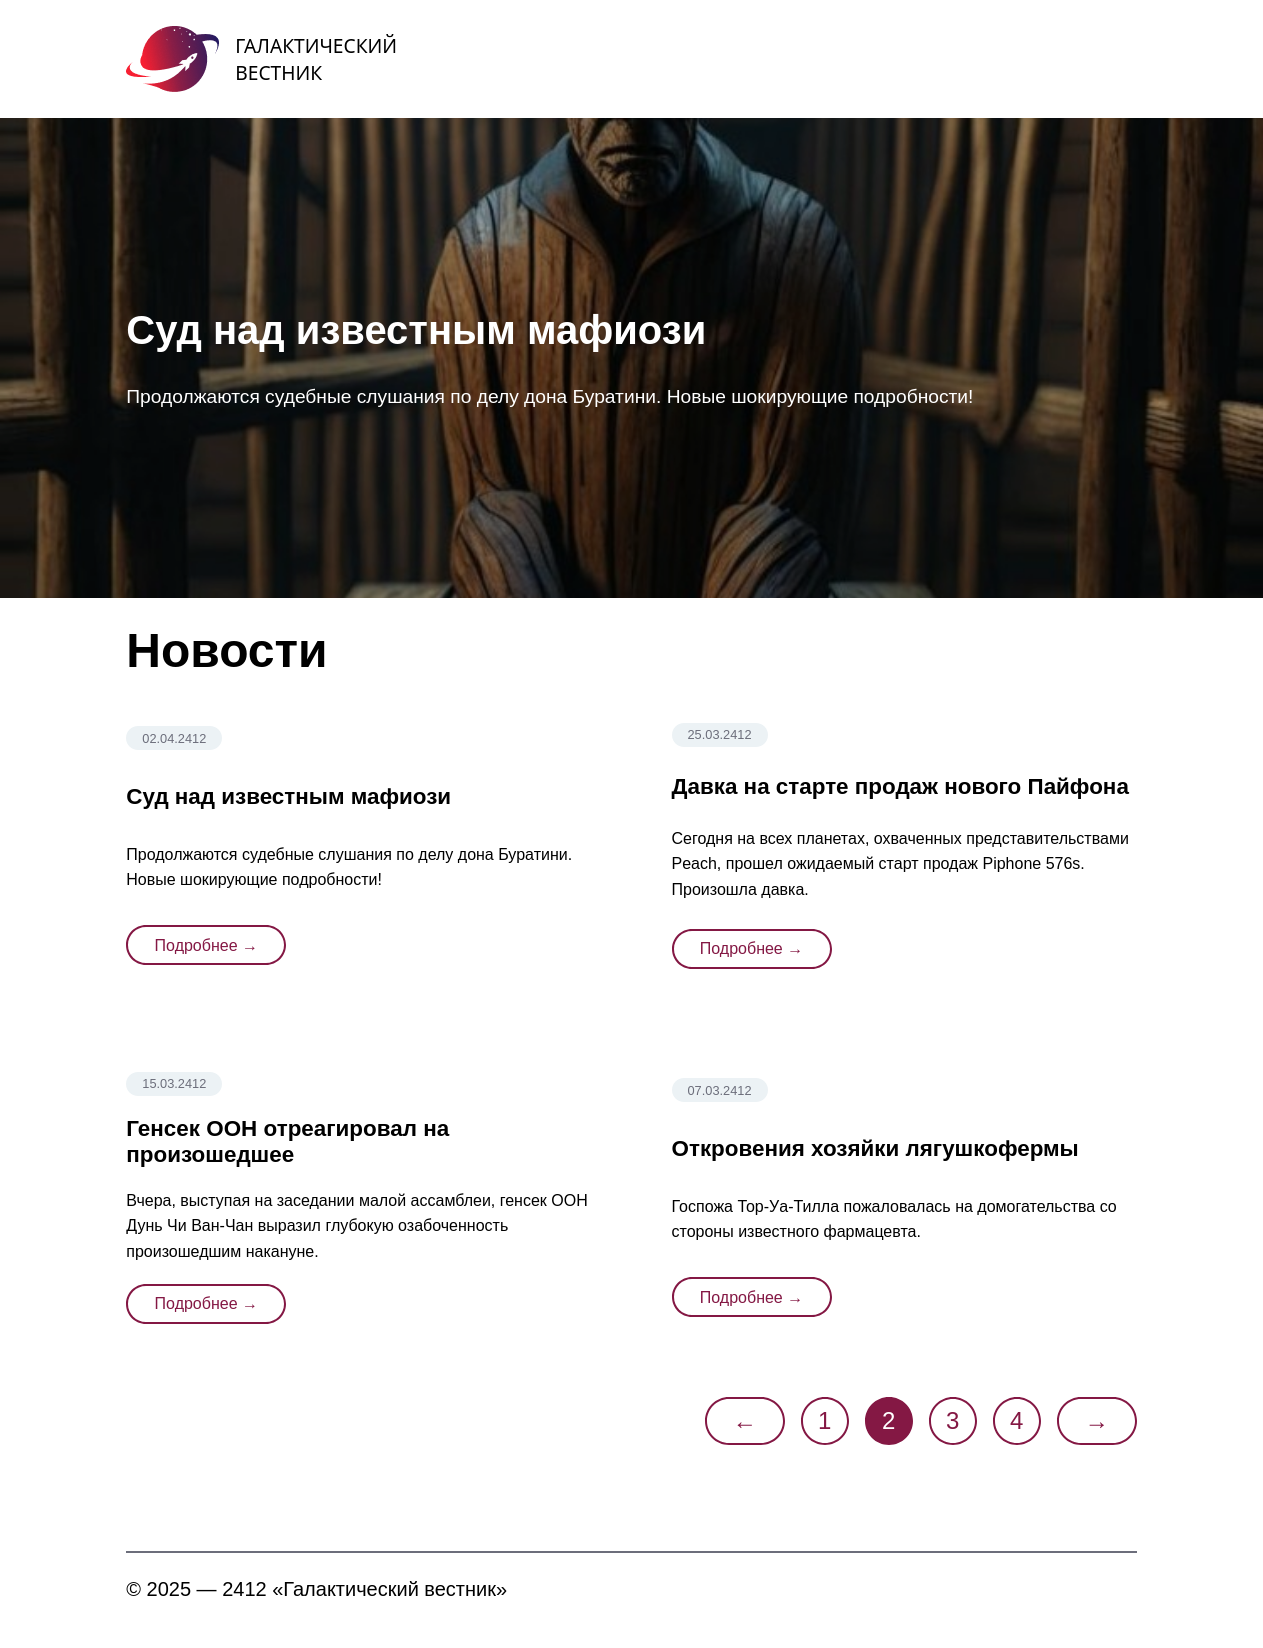 ГАЛАКТИЧЕСКИЙ
ВЕСТНИК
Суд над известным мафиози
Продолжаются судебные слушания по делу дона Буратини. Новые шокирующие подробности!
Новости
02.04.2412
Суд над известным мафиози
Продолжаются судебные слушания по делу дона Буратини.
Новые шокирующие подробности!
Подробнее →
25.03.2412
Давка на старте продаж нового Пайфона
Сегодня на всех планетах, охваченных представительствами
Peach, прошел ожидаемый старт продаж Piphone 576s.
Произошла давка.
Подробнее →
15.03.2412
Генсек ООН отреагировал на
произошедшее
Вчера, выступая на заседании малой ассамблеи, генсек ООН
Дунь Чи Ван-Чан выразил глубокую озабоченность
произошедшим накануне.
Подробнее →
07.03.2412
Откровения хозяйки лягушкофермы
Госпожа Тор-Уа-Тилла пожаловалась на домогательства со
стороны известного фармацевта.
Подробнее →
← 1 2 3 4 →
© 2025 — 2412 «Галактический вестник»